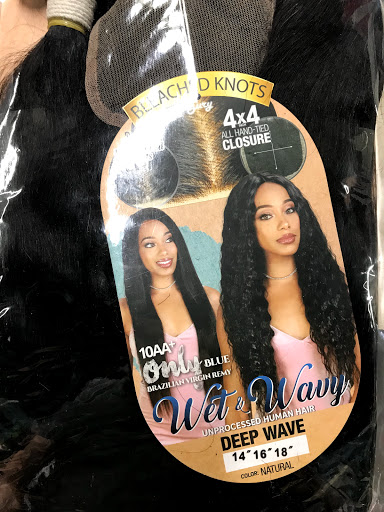 BLEACHED KNOTS
4x4
ALL HAND-TIED
CLOSURE
10AA+
only BLUE
BRAZILIAN VIRGIN REMY
Wet & Wavy
UNPROCESSED HUMAN HAIR
DEEP WAVE
14" 16" 18"
COLOR: NATURAL